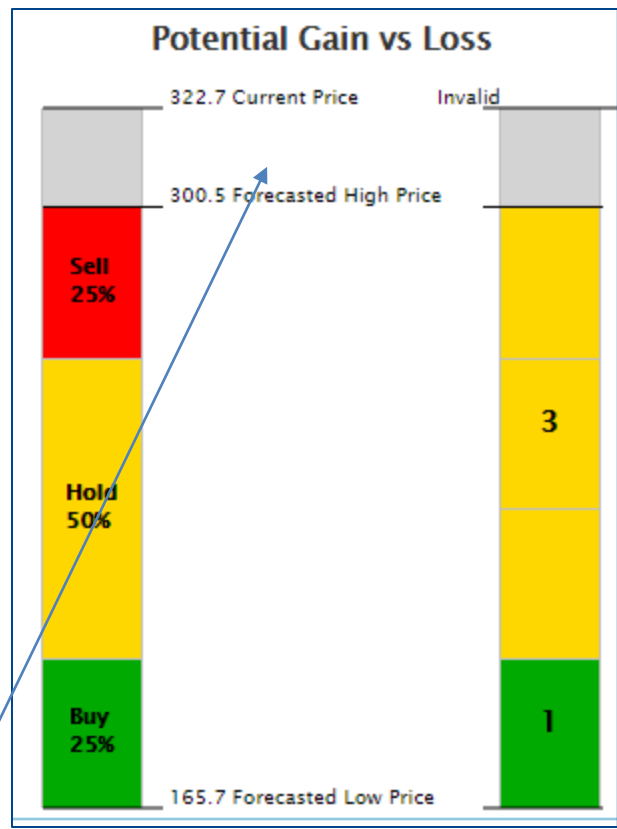 Potential Gain vs Loss
322.7 Current Price
Invalid
300.5 Forecasted High Price
Sell
25%
3
Hold
50%
Buy
25%
1
165.7 Forecasted Low Price